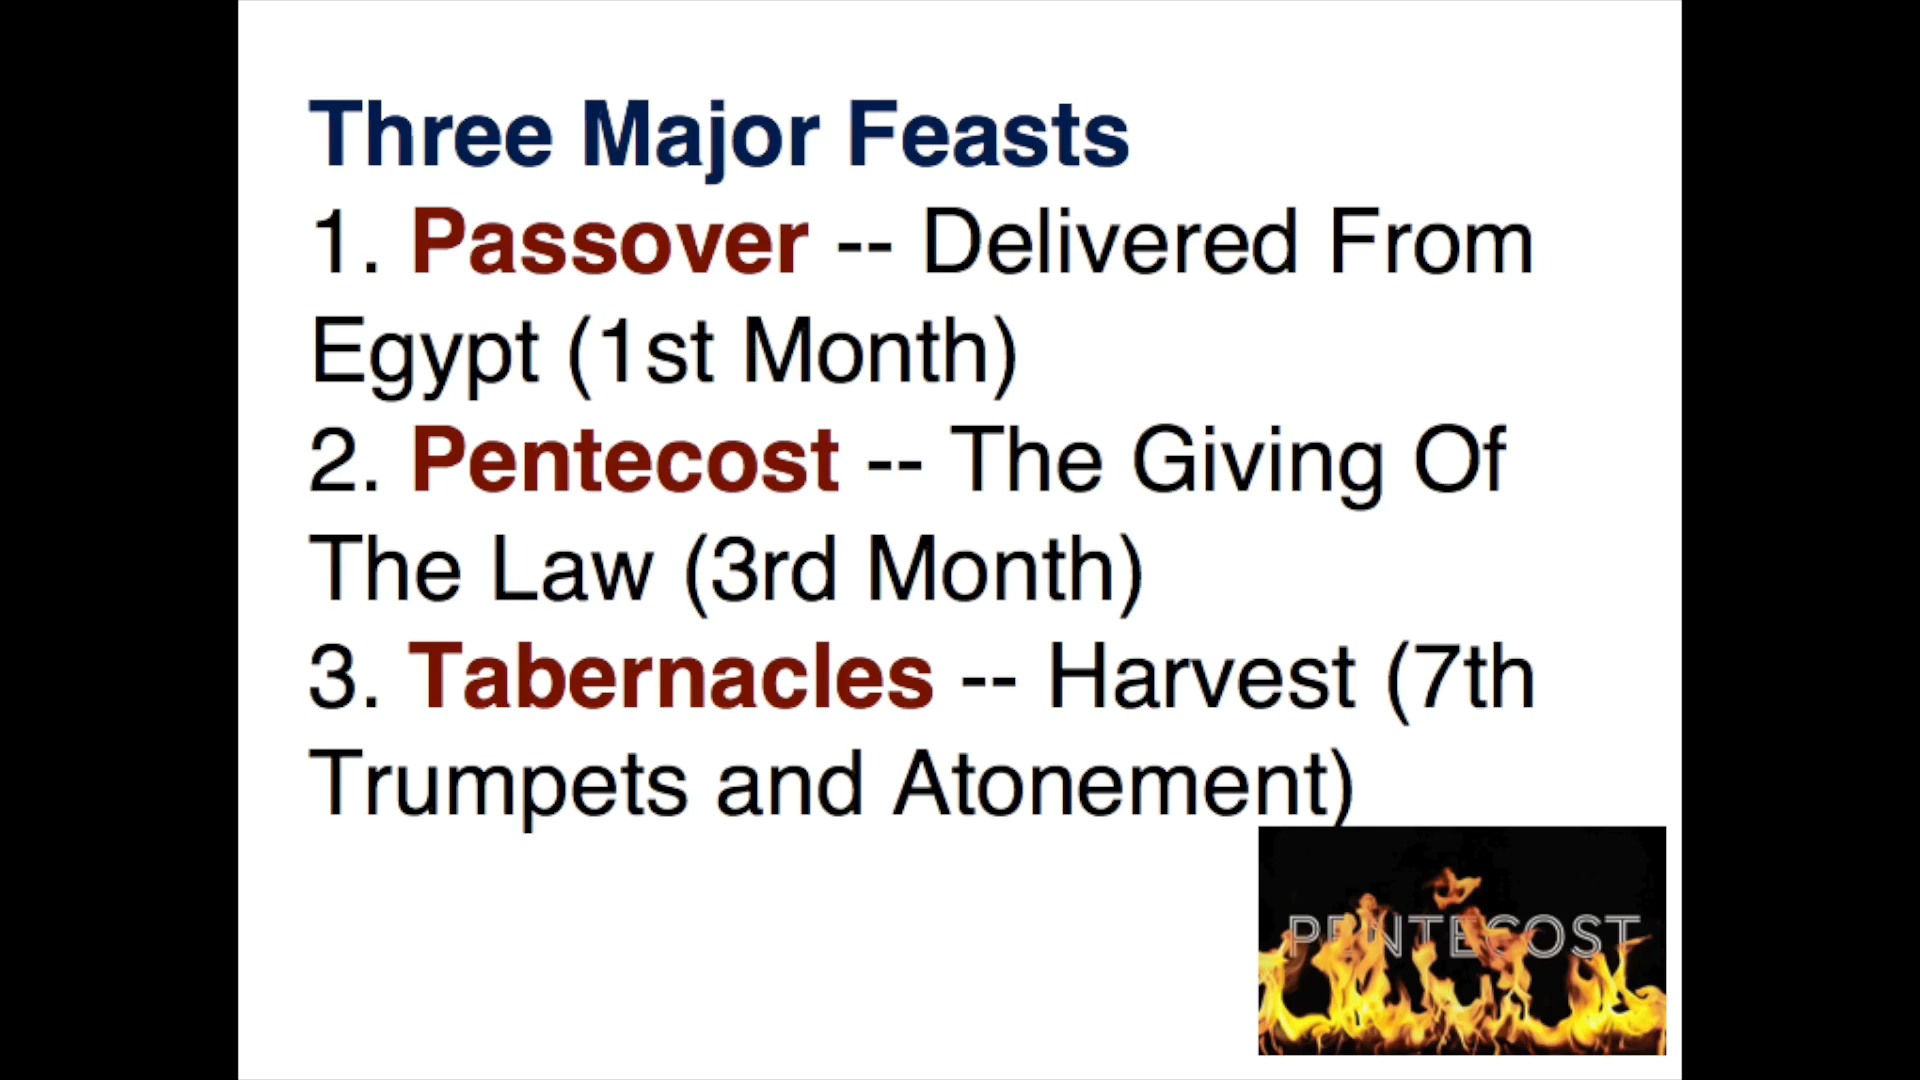 Three Major Feasts
1. Passover -- Delivered From
Egypt (1st Month)
2. Pentecost -- The Giving Of
The Law (3rd Month)
3. Tabernacles -- Harvest (7th
Trumpets and Atonement)
PENTECOST